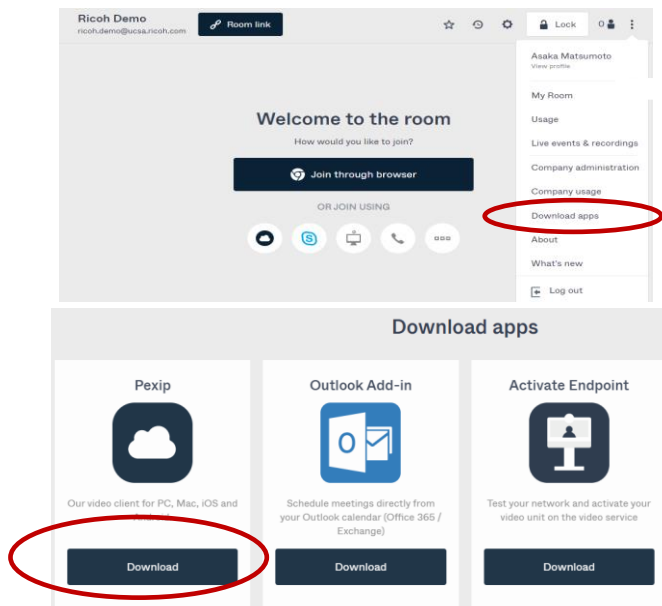 Ricoh Demo
ricoh.demo@ucsa.ricoh.com
Room link
Lock
0
Asaka Matsumoto
View profile
My Room
Usage
Live events & recordings
Company administration
Company usage
Download apps
About
What's new
Log out
Welcome to the room
How would you like to join?
Join through browser
OR JOIN USING
S
Download apps
Pexip
Our video client for PC, Mac, iOS and
Download
Outlook Add-in
O
Schedule meetings directly from
your Outlook calendar (Office 365 /
Exchange)
Download
Activate Endpoint
Test your network and activate your
video unit on the video service
Download